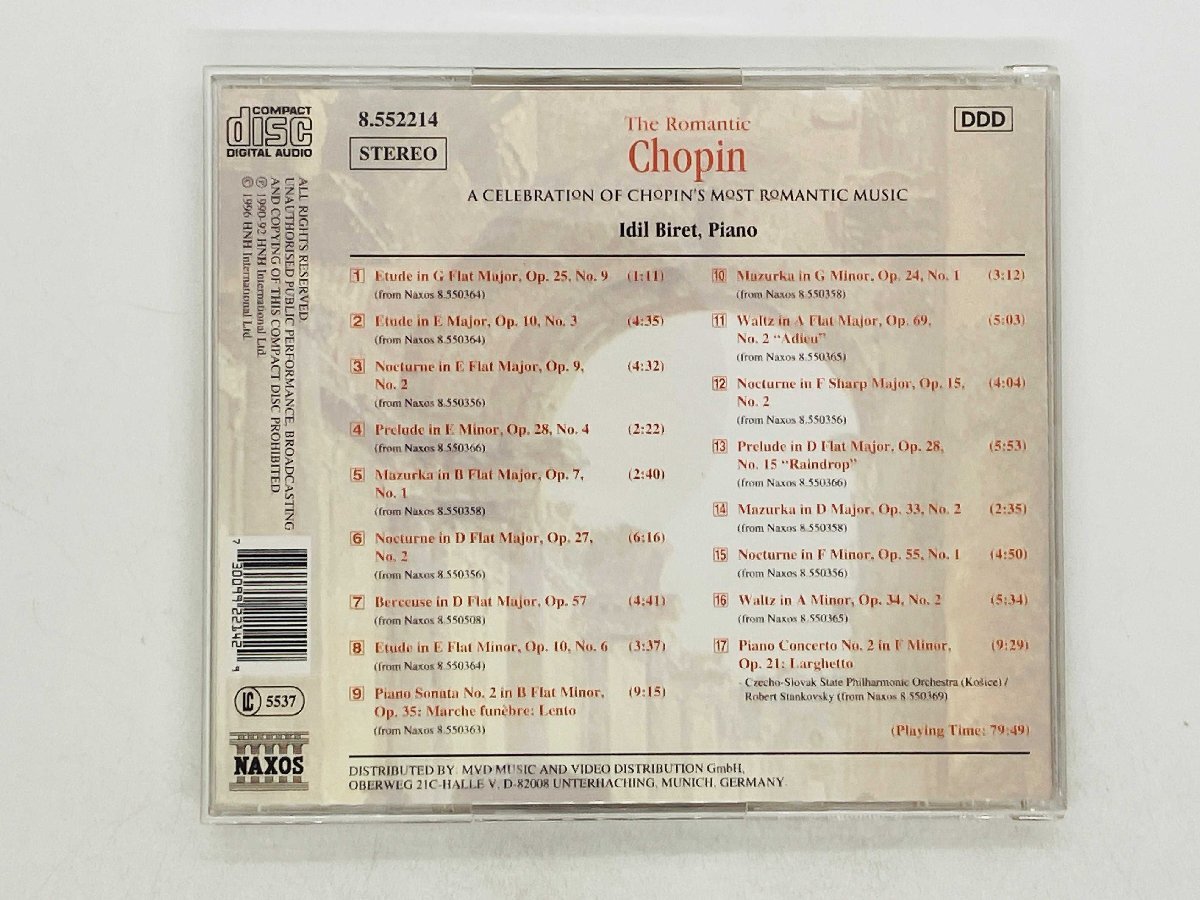 COMPACT
disc
DIGITAL AUDIO
8.552214
STEREO
The Romantic
Chopin
A CELEBRATION OF CHOPIN'S MOST ROMANTIC MUSIC
Idil Biret, Piano
DDD
1 Etude in G Flat Major, Op. 25, No. 9 (1:11)
(from Naxos 8.550364)
2 Etude in E Major, Op. 10, No. 3 (4:35)
(from Naxos 8.550364)
3 Nocturne in E Flat Major, Op. 9, (4:32)
No. 2
(from Naxos 8.550356)
4 Prelude in E Minor, Op. 28, No. 4 (2:22)
(from Naxos 8.550366)
5 Mazurka in B Flat Major, Op. 7, (2:40)
No. 1
(from Naxos 8.550358)
6 Nocturne in D Flat Major, Op. 27, (6:16)
No. 2
(from Naxos 8.550356)
7 Berceuse in D Flat Major, Op. 57 (4:41)
(from Naxos 8.550508)
8 Etude in E Flat Minor, Op. 10, No. 6 (3:37)
(from Naxos 8.550364)
9 Piano Sonata No. 2 in B Flat Minor, (9:15)
Op. 35: Marche funèbre: Lento
(from Naxos 8.550363)
10 Mazurka in G Minor, Op. 24, No. 1 (3:12)
(from Naxos 8.550358)
11 Waltz in A Flat Major, Op. 69, (5:03)
No. 2 “Adieu”
(from Naxos 8.550365)
12 Nocturne in F Sharp Major, Op. 15, (4:04)
No. 2
(from Naxos 8.550356)
13 Prelude in D Flat Major, Op. 28, (5:53)
No. 15 “Raindrop”
(from Naxos 8.550366)
14 Mazurka in D Major, Op. 33, No. 2 (2:35)
(from Naxos 8.550358)
15 Nocturne in F Minor, Op. 55, No. 1 (4:50)
(from Naxos 8.550356)
16 Waltz in A Minor, Op. 34, No. 2 (5:34)
(from Naxos 8.550365)
17 Piano Concerto No. 2 in F Minor, (9:29)
Op. 21: Larghetto
- Czecho-Slovak State Philharmonic Orchestra (Košice) /
Robert Stankovsky (from Naxos 8.550369)
(Playing Time: 79:49)
DISTRIBUTED BY: MVD MUSIC AND VIDEO DISTRIBUTION GmbH,
OBERWEG 21C-HALLE V, D-82008 UNTERHACHING, MUNICH, GERMANY.
ALL RIGHTS RESERVED.
UNAUTHORISED PUBLIC PERFORMANCE, BROADCASTING
AND COPYING OF THIS COMPACT DISC PROHIBITED
℗ 1990-92 HNH International Ltd.
© 1996 HNH International Ltd.
7 30099 22142 9
LC 5537
NAXOS